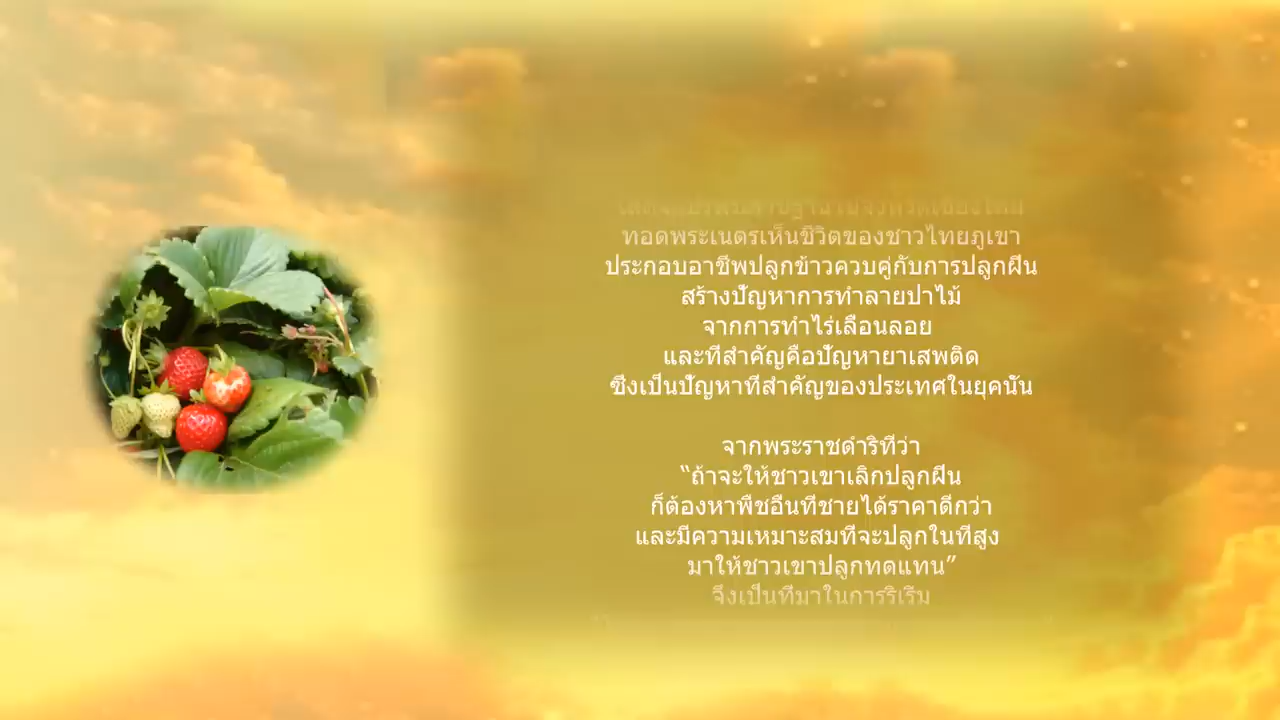 ทอดพระเนตรเห็นชีวิตของชาวไทยภูเขา
ประกอบอาชีพปลูกข้าวควบคู่กับการปลูกฝิ่น
สร้างปัญหาการทำลายป่าไม้
จากการทำไร่เลื่อนลอย
และที่สำคัญคือปัญหายาเสพติด
ซึ่งเป็นปัญหาที่สำคัญของประเทศในยุคนั้น
จากพระราชดำริที่ว่า
“ถ้าจะให้ชาวเขาเลิกปลูกฝิ่น
ก็ต้องหาพืชอื่นที่ขายได้ราคาดีกว่า
และมีความเหมาะสมที่จะปลูกในที่สูง
มาให้ชาวเขาปลูกทดแทน”
จึงเป็นที่มาในการริเริ่ม